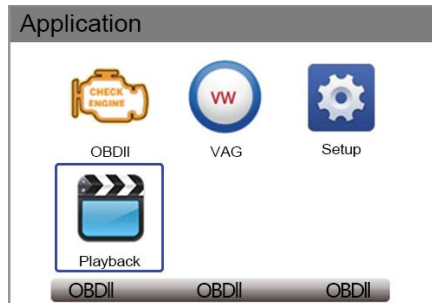 Application
CHECK
ENGINE
VW
OBDII
VAG
Setup
Playback
OBDII OBDII OBDII